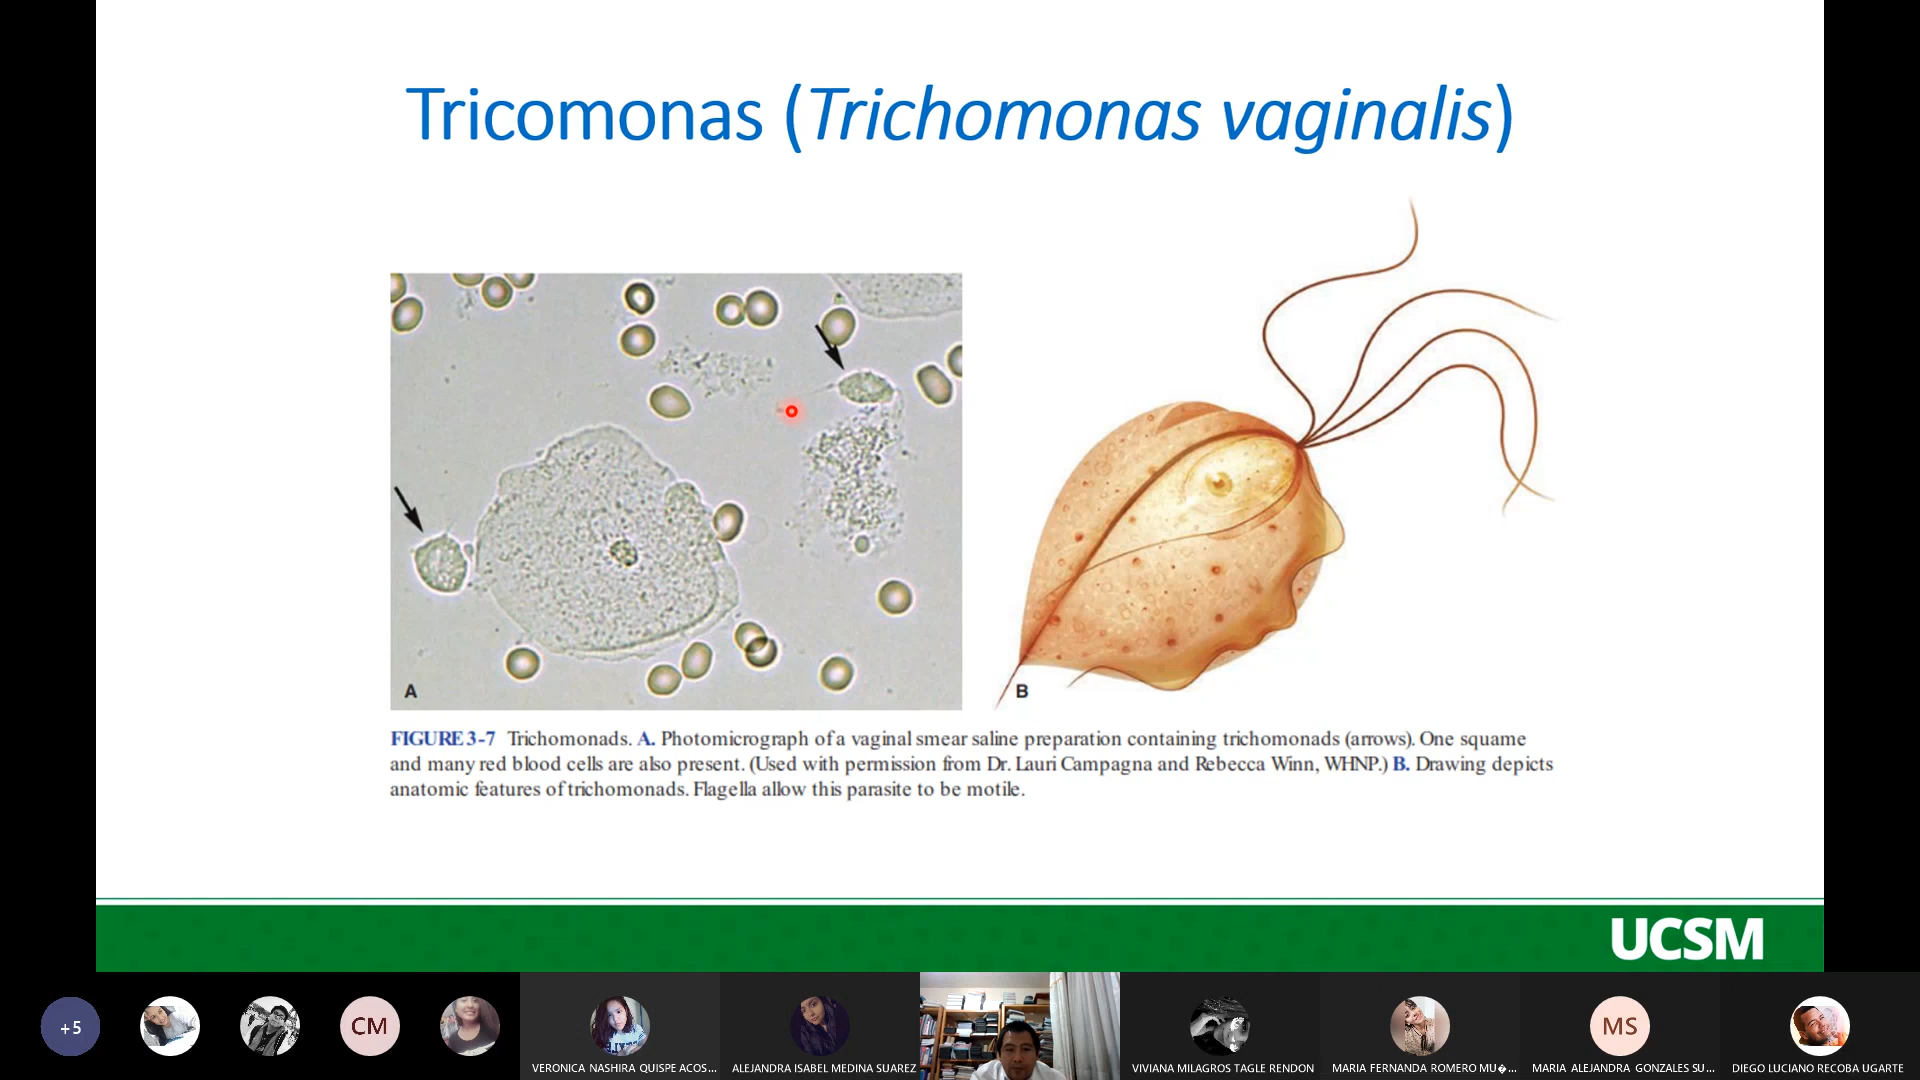 Tricomonas (Trichomonas vaginalis)
A
B
FIGURE 3-7 Trichomonads. A. Photomicrograph of a vaginal smear saline preparation containing trichomonads (arrows). One squame
and many red blood cells are also present. (Used with permission from Dr. Lauri Campagna and Rebecca Winn, WHNP.) B. Drawing depicts
anatomic features of trichomonads. Flagella allow this parasite to be motile.
UCSM
+5
CM
MS
VERONICA NASHIRA QUISPE ACOS...
ALEJANDRA ISABEL MEDINA SUAREZ
VIVIANA MILAGROS TAGLE RENDON
MARIA FERNANDA ROMERO MU�...
MARIA ALEJANDRA GONZALES SU...
DIEGO LUCIANO RECOBA UGARTE